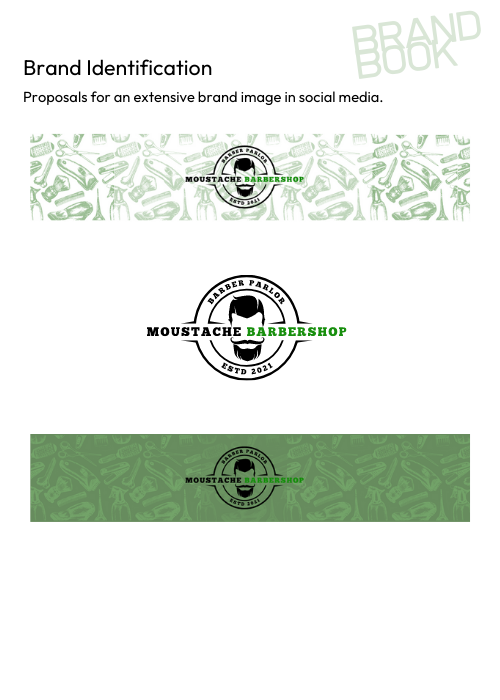 BRAND
BOOK
Brand Identification
Proposals for an extensive brand image in social media.
BARBER PARLOR
MOUSTACHE BARBERSHOP
ESTD 2021
BARBER PARLOR
MOUSTACHE BARBERSHOP
ESTD 2021
BARBER PARLOR
MOUSTACHE BARBERSHOP
ESTD 2021